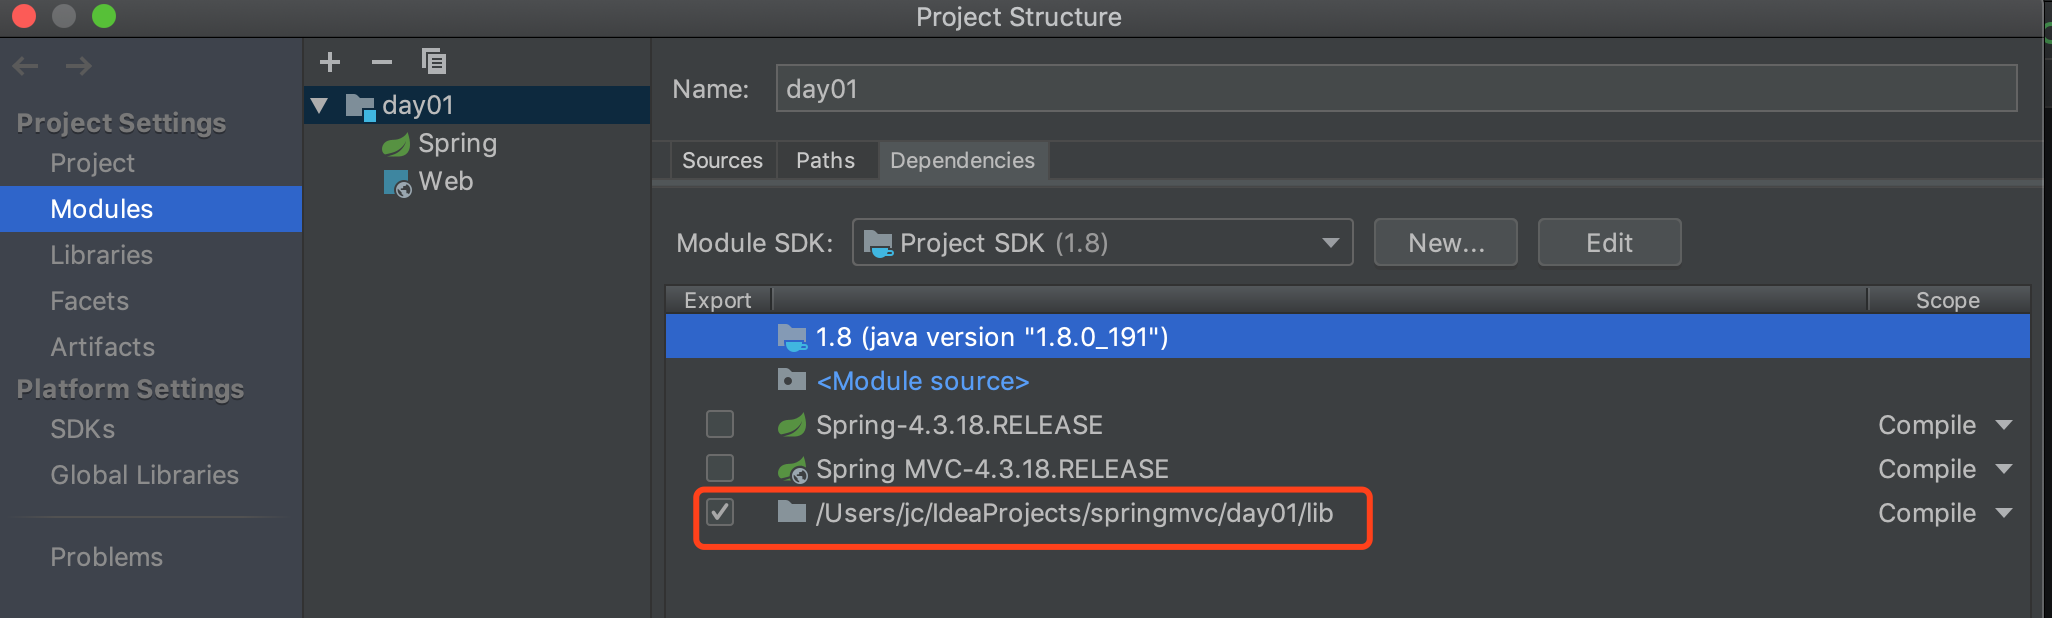 Project Structure
Project Settings
Project
Modules
Libraries
Facets
Artifacts
Platform Settings
SDKs
Global Libraries
Problems
day01
Spring
Web
Name: day01
Sources Paths Dependencies
Module SDK: Project SDK (1.8) New... Edit
Export Scope
1.8 (java version "1.8.0_191")
<Module source>
Spring-4.3.18.RELEASE Compile
Spring MVC-4.3.18.RELEASE Compile
/Users/jc/IdeaProjects/springmvc/day01/lib Compile